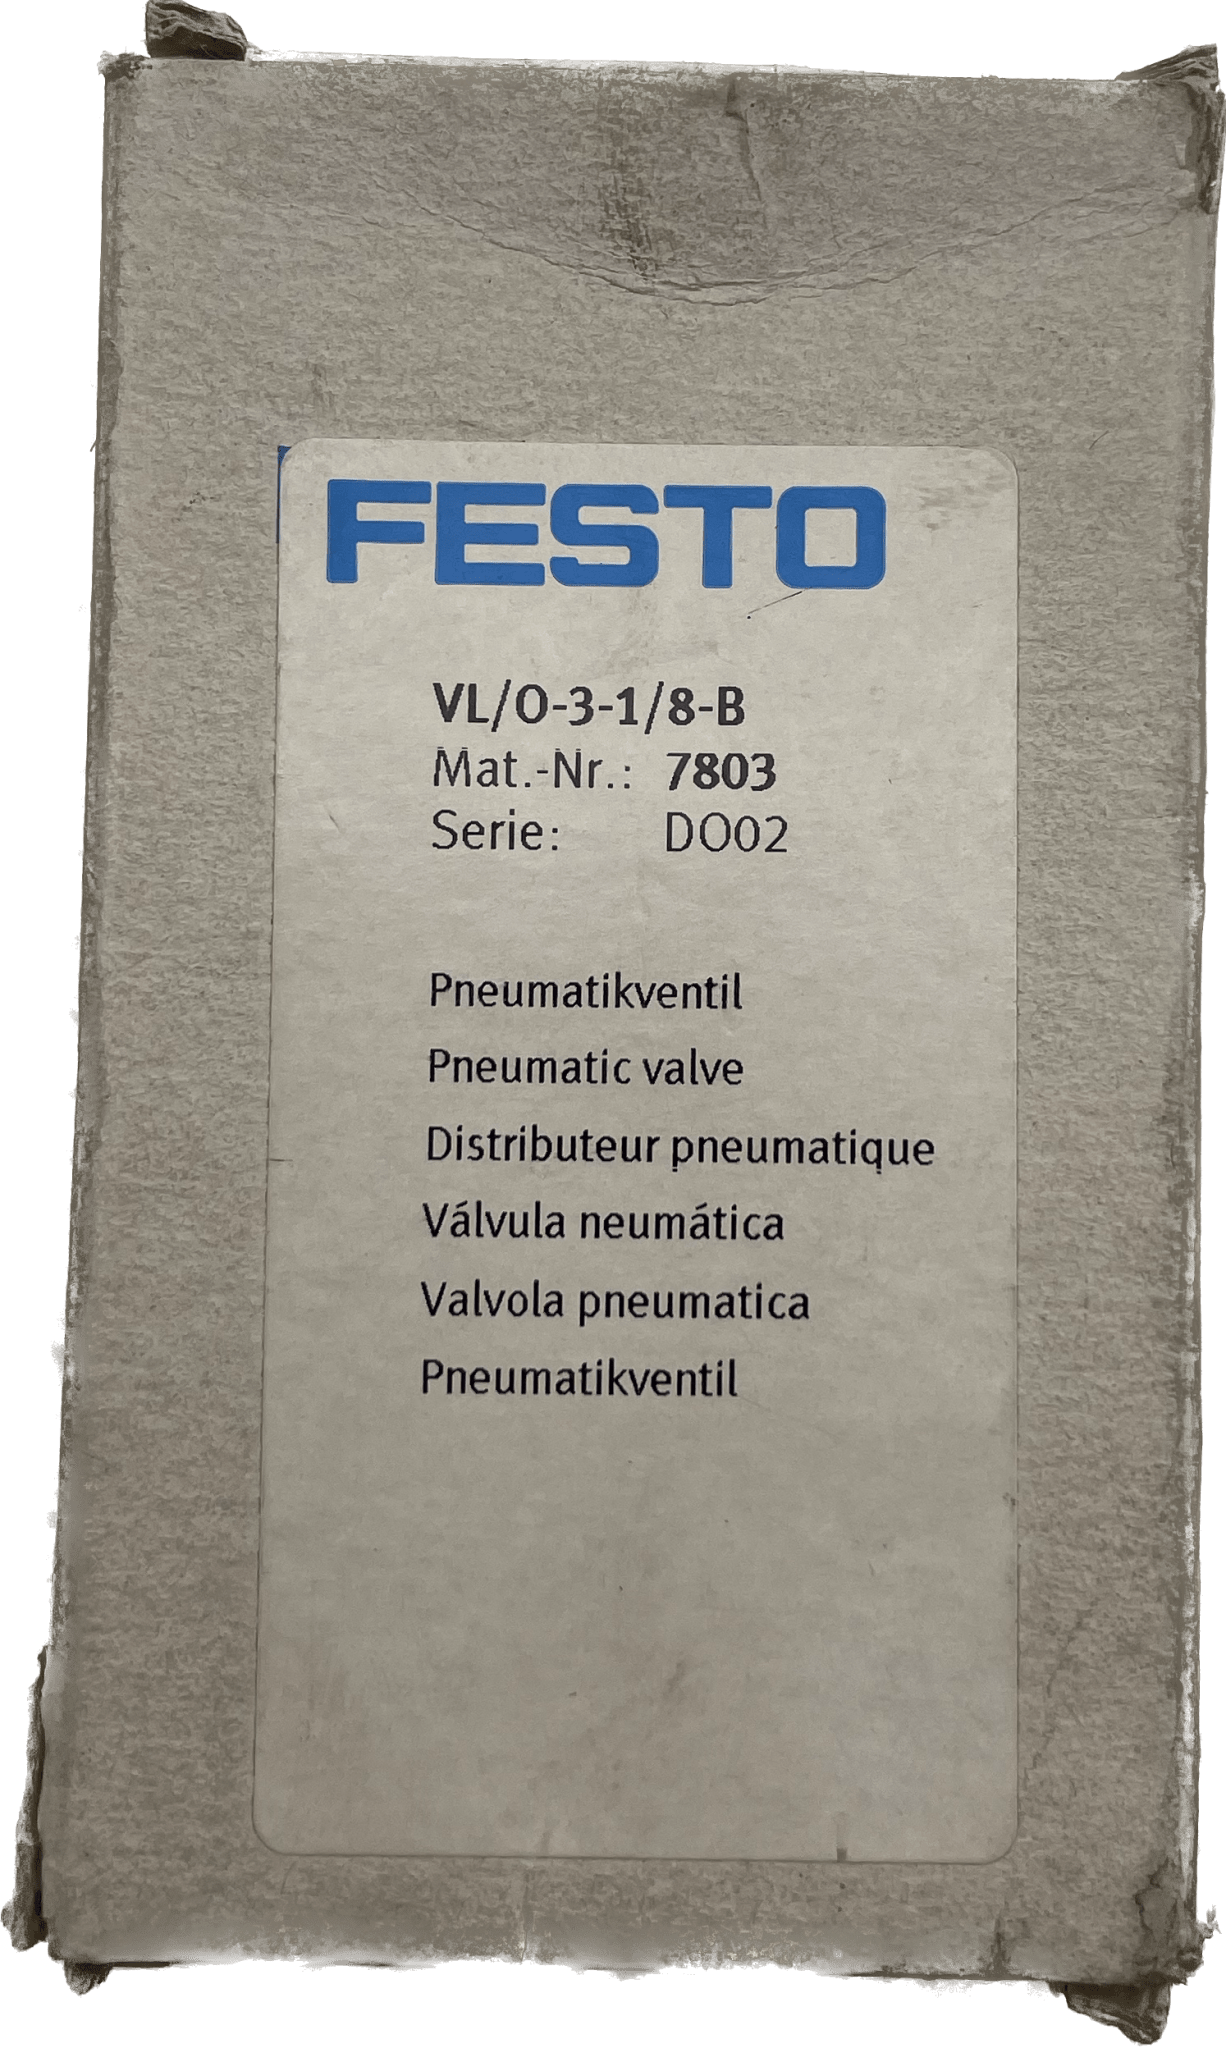 FESTO
VL/O-3-1/8-B
Mat.-Nr.: 7803
Serie: DO02
Pneumatikventil
Pneumatic valve
Distributeur pneumatique
Válvula neumática
Valvola pneumatica
Pneumatikventil